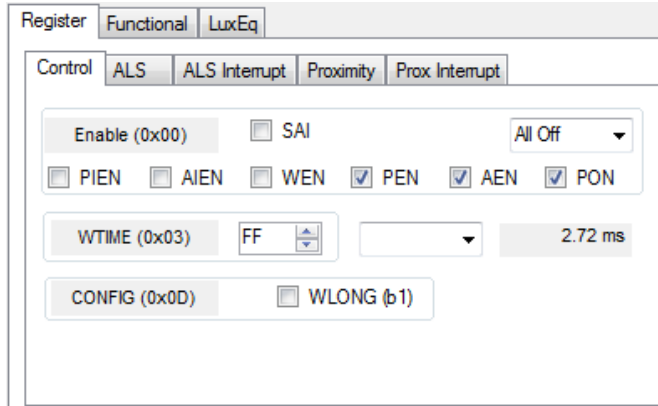 Register Functional LuxEq
Control ALS ALS Interrupt Proximity Prox Interrupt
Enable (0x00) SAI All Off
PIEN AIEN WEN PEN AEN PON
WTIME (0x03) FF 2.72 ms
CONFIG (0x0D) WLONG (b1)